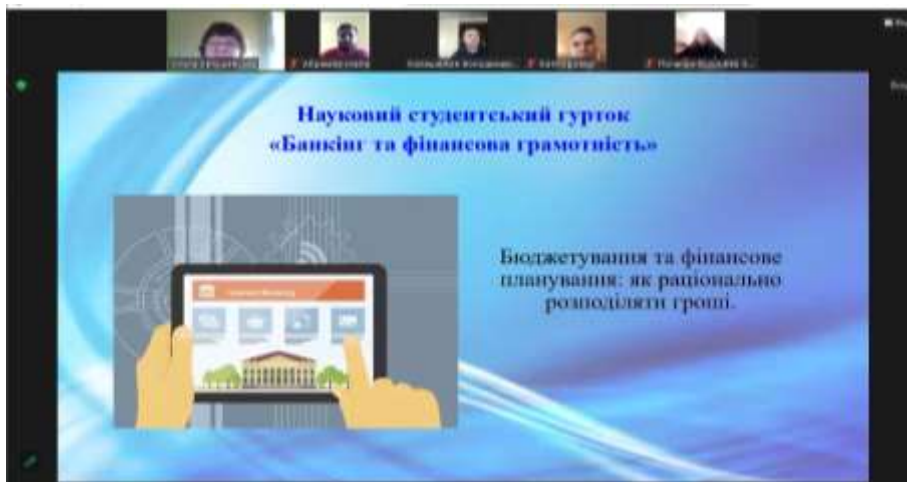 Науковий студентський гурток
«Банкінг та фінансова грамотність»
Бюджетування та фінансове
планування: як раціонально
розподіляти гроші.